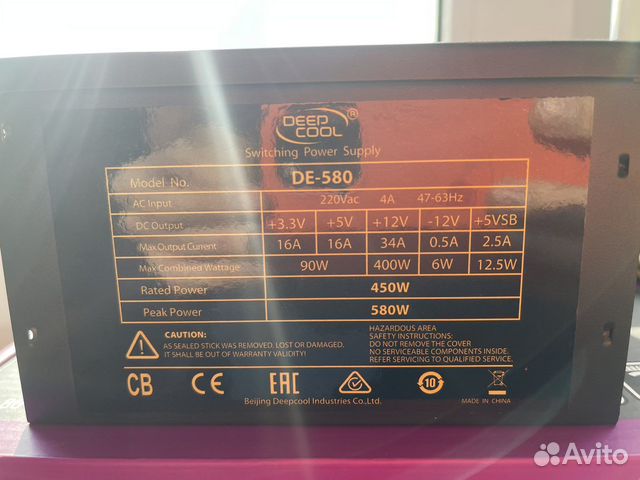 DEEP COOL ®
Switching Power Supply
Model No. DE-580
AC Input 220Vac 4A 47-63Hz
DC Output +3.3V +5V +12V -12V +5VSB
Max Output Current 16A 16A 34A 0.5A 2.5A
Max Combined Wattage 90W 400W 6W 12.5W
Rated Power 450W
Peak Power 580W
CAUTION:
AS SEALED STICK WAS REMOVED. LOST OR DAMAGED.
IT SHALL BE OUT OF WARRANTY VALIDITY!
HAZARDOUS AREA
SAFETY INSTRUCTIONS:
DO NOT REMOVE THE COVER
NO SERVICEABLE COMPONENTS INSIDE.
REFER SERVICING TO QUALIFIED SERVICE.
CB CE EAC 10
Beijing Deepcool Industries Co.,Ltd.
MADE IN CHINA
Avito